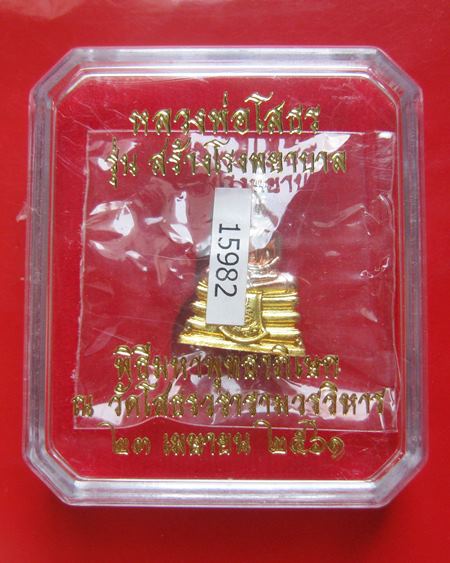 หลวงพ่อโสธร
รุ่น สร้างโรงพยาบาล
15982
พิธีมหาพุทธาภิเษก
ณ วัดโสธรวรารามวรวิหาร
๒๓ เมษายน ๒๕๖๑